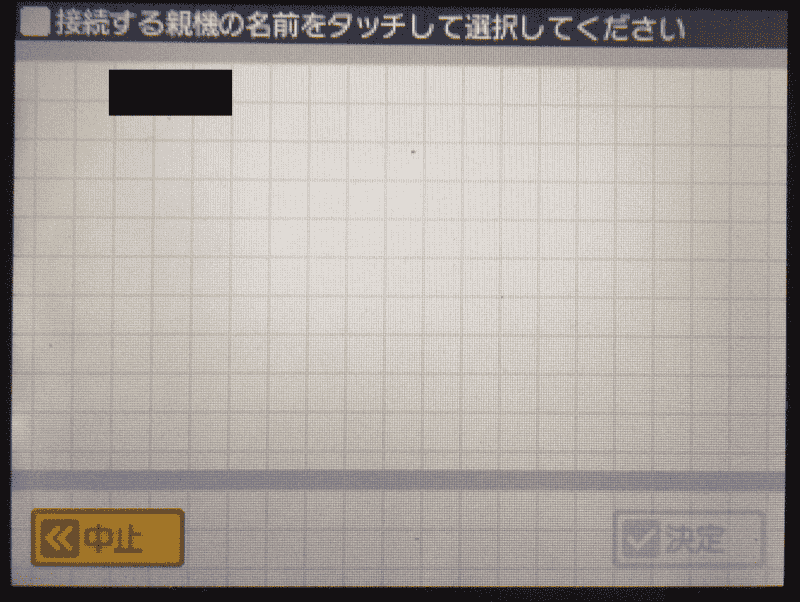 接続する親機の名前をタッチして選択してください
中止
決定